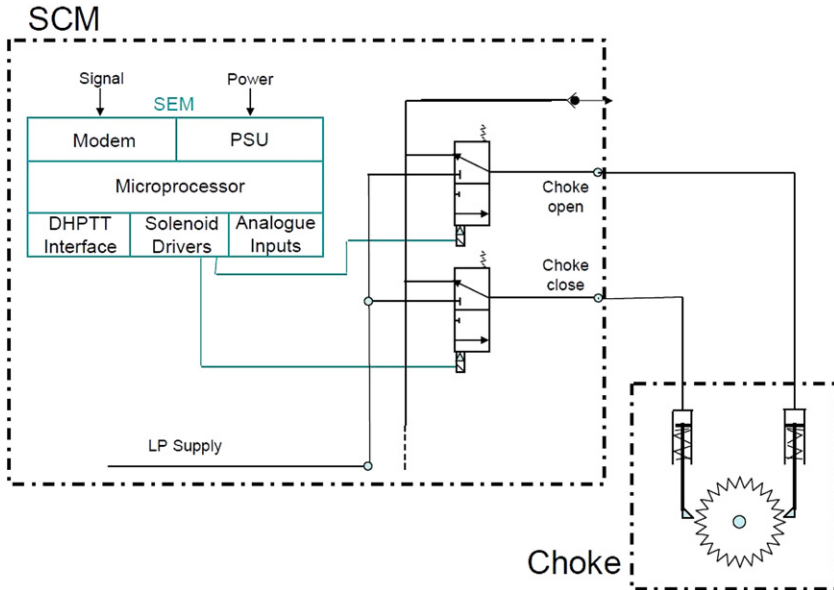 SCM
Signal
Power
SEM
Modem
PSU
Microprocessor
DHPTT
Interface
Solenoid
Drivers
Analogue
Inputs
Choke
open
Choke
close
LP Supply
Choke